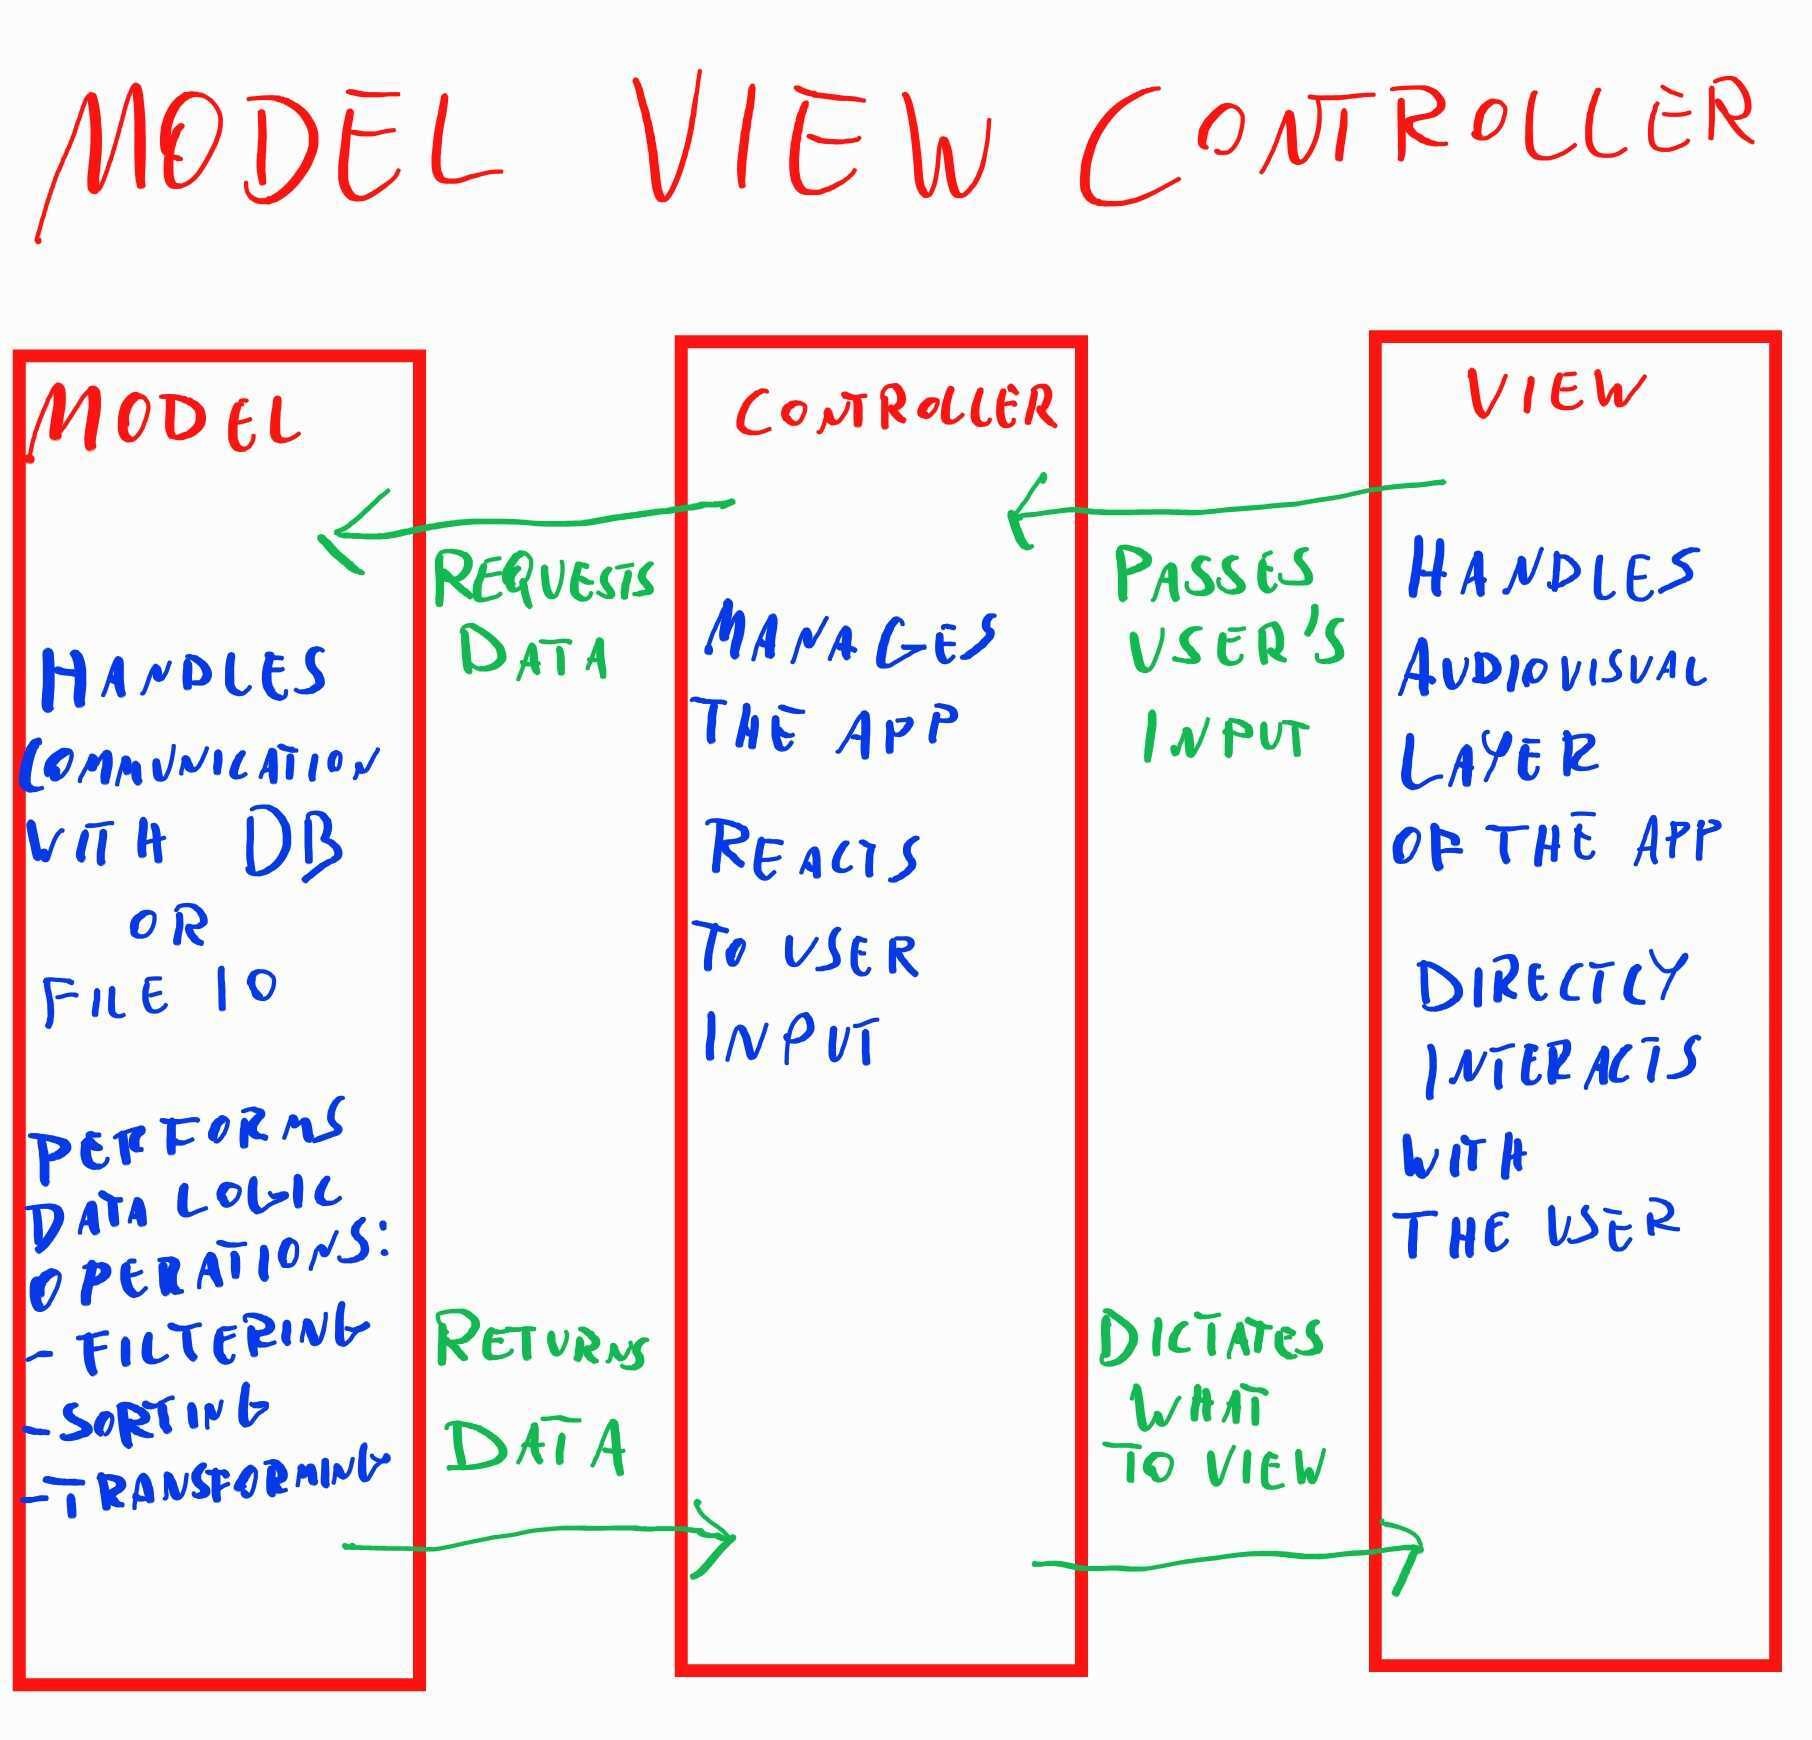 MODEL VIEW CONTROLLER
MODEL
HANDLES
COMMUNICATION
WITH DB
OR
FILE IO
PERFORMS
DATA LOGIC
OPERATIONS:
- FILTERING
- SORTING
- TRANSFORMING
REQUESTS
DATA
RETURNS
DATA
CONTROLLER
MANAGES
THE APP
REACTS
TO USER
INPUT
PASSES
USER'S
INPUT
DICTATES
WHAT
TO VIEW
VIEW
HANDLES
AUDIOVISUAL
LAYER
OF THE APP
DIRECTLY
INTERACTS
WITH
THE USER